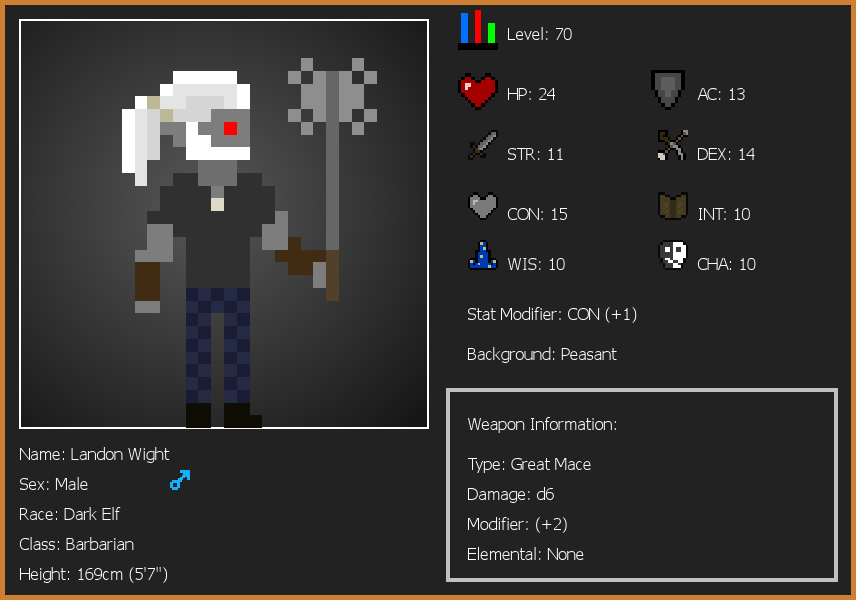 Level: 70
HP: 24
AC: 13
STR: 11
DEX: 14
CON: 15
INT: 10
WIS: 10
CHA: 10
Stat Modifier: CON (+1)
Background: Peasant
Weapon Information:
Type: Great Mace
Damage: d6
Modifier: (+2)
Elemental: None
Name: Landon Wight
Sex: Male
Race: Dark Elf
Class: Barbarian
Height: 169cm (5'7")